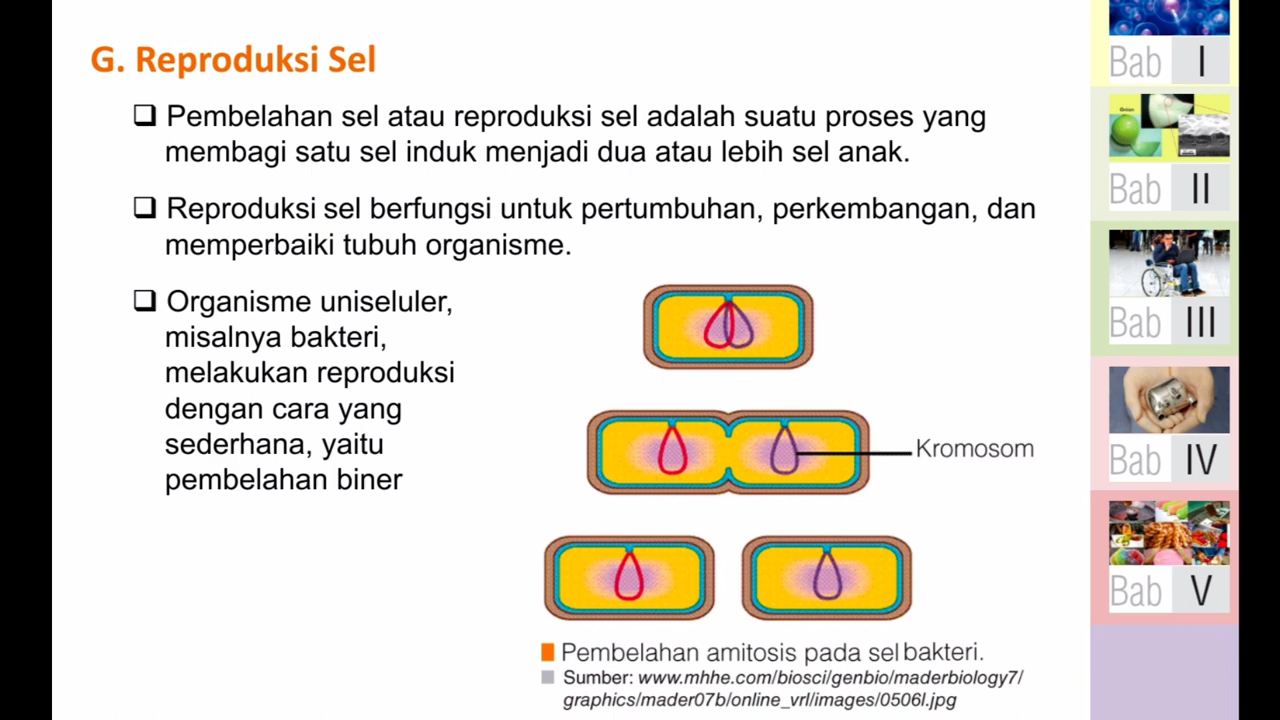 G. Reproduksi Sel
Pembelahan sel atau reproduksi sel adalah suatu proses yang
membagi satu sel induk menjadi dua atau lebih sel anak.
Reproduksi sel berfungsi untuk pertumbuhan, perkembangan, dan
memperbaiki tubuh organisme.
Organisme uniseluler,
misalnya bakteri,
melakukan reproduksi
dengan cara yang
sederhana, yaitu
pembelahan biner
Kromosom
Pembelahan amitosis pada sel bakteri.
Sumber: www.mhhe.com/biosci/genbio/maderbiology7/
graphics/mader07b/online_vrl/images/0506l.jpg
Bab I
Bab II
Bab III
Bab IV
Bab V